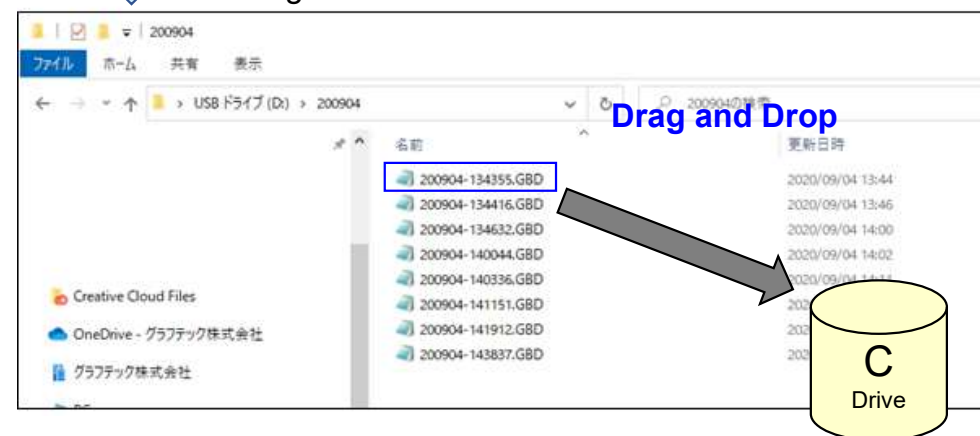 200904
ファイル ホーム 共有 表示
USB ドライブ (D:) › 200904
200904の検索
Drag and Drop
名前 更新日時
200904-134355.GBD 2020/09/04 13:44
200904-134416.GBD 2020/09/04 13:46
200904-134632.GBD 2020/09/04 14:00
200904-140044.GBD 2020/09/04 14:02
200904-140336.GBD 2020/09/04 14:11
200904-141151.GBD
200904-141912.GBD
200904-143837.GBD
Creative Cloud Files
OneDrive - グラフテック株式会社
グラフテック株式会社
C
Drive